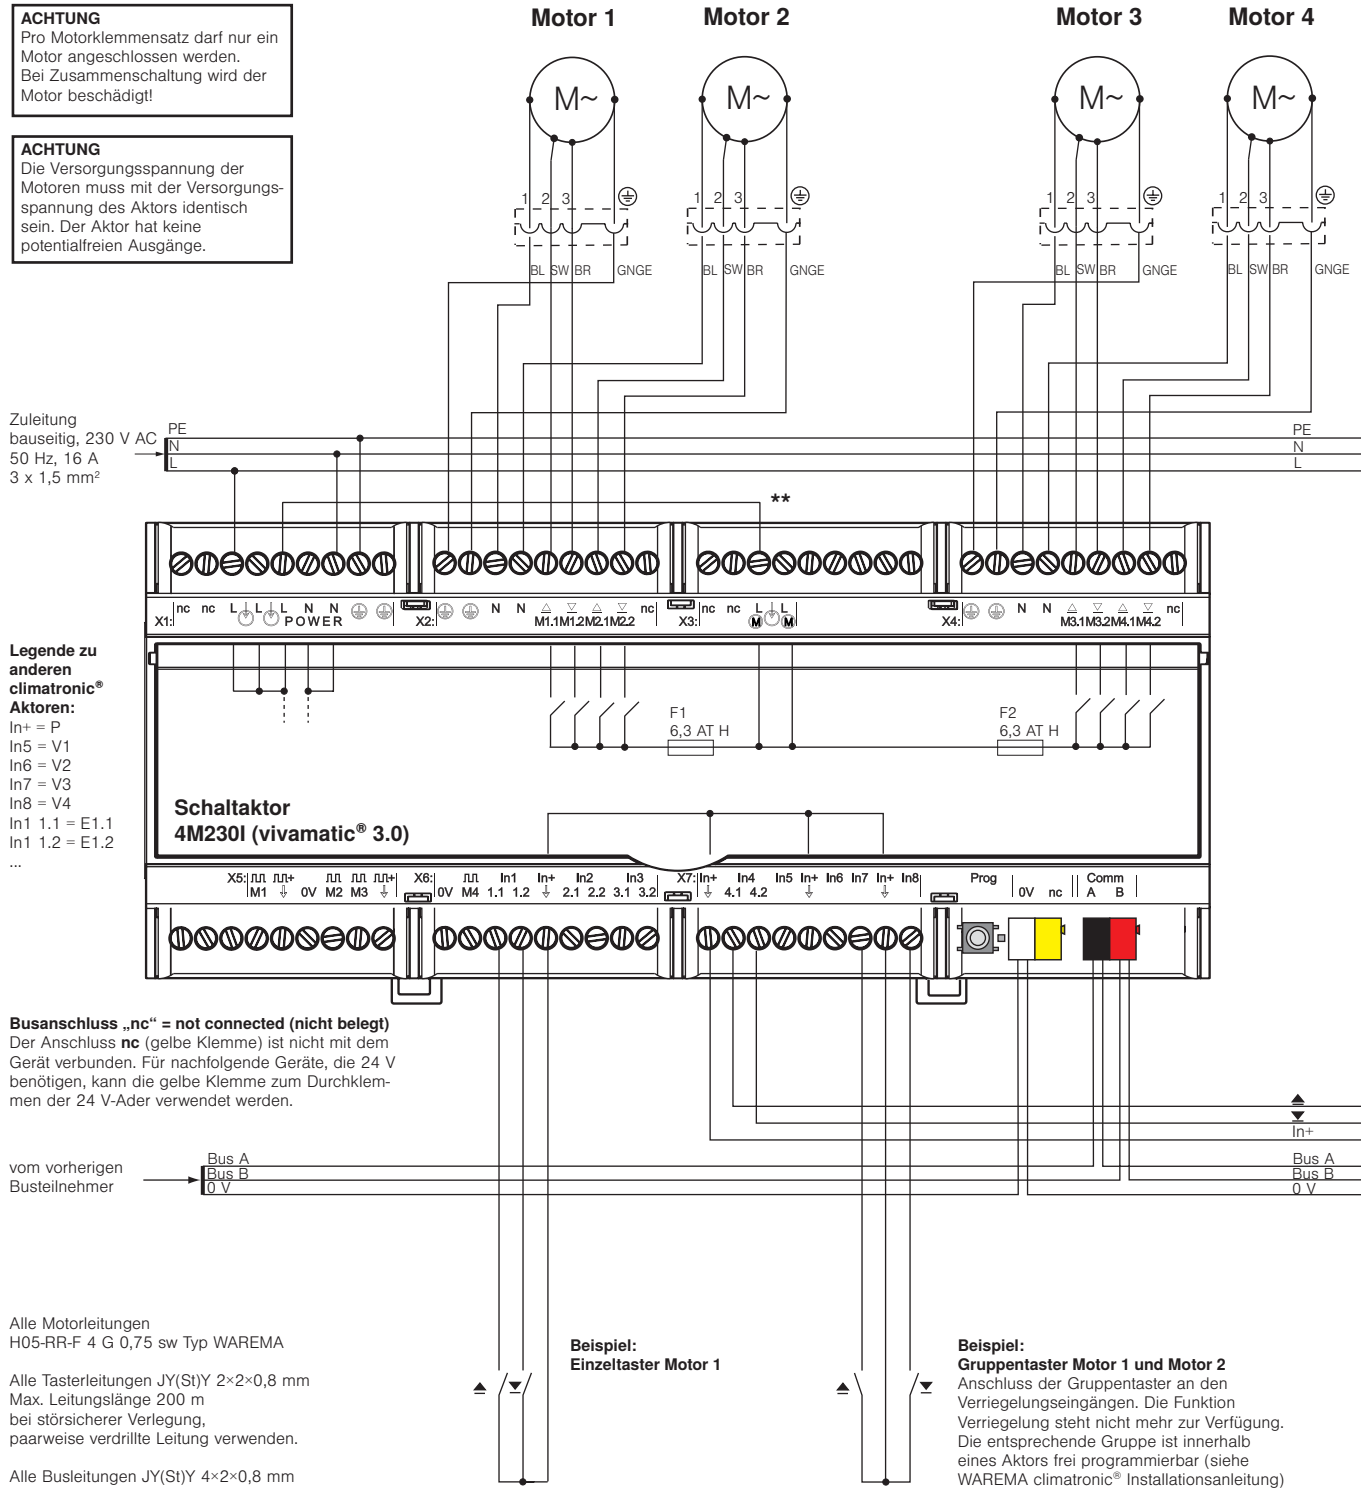 ACHTUNG
Pro Motorklemmensatz darf nur ein
Motor angeschlossen werden.
Bei Zusammenschaltung wird der
Motor beschädigt!
ACHTUNG
Die Versorgungsspannung der
Motoren muss mit der Versorgungs-
spannung des Aktors identisch
sein. Der Aktor hat keine
potentialfreien Ausgänge.
Motor 1 Motor 2 Motor 3 Motor 4
M~ M~ M~ M~
1 2 3 1 2 3 1 2 3 1 2 3
BL SW BR GNGE BL SW BR GNGE BL SW BR GNGE BL SW BR GNGE
Zuleitung
bauseitig, 230 V AC
50 Hz, 16 A
3 x 1,5 mm²
PE
N
L
PE
N
L
**
X1: nc nc L L L N N
POWER
X2: N N M1.1 M1.2 M2.1 M2.2 nc
X3: nc nc L L
M M
X4: N N M3.1 M3.2 M4.1 M4.2 nc
Legende zu
anderen
climatronic®
Aktoren:
In+ = P
In5 = V1
In6 = V2
In7 = V3
In8 = V4
In1 1.1 = E1.1
In1 1.2 = E1.2
...
F1
6,3 AT H
F2
6,3 AT H
Schaltaktor
4M230I (vivamatic® 3.0)
X5: M1 + 0V M2 M3 +
X6: 0V M4 In1 1.1 1.2 In+ In2 2.1 2.2 In3 3.1 3.2
X7: In+ In4 4.1 4.2 In5 In+ In6 In7 In+ In8
Prog 0V nc Comm A B
Busanschluss „nc“ = not connected (nicht belegt)
Der Anschluss nc (gelbe Klemme) ist nicht mit dem
Gerät verbunden. Für nachfolgende Geräte, die 24 V
benötigen, kann die gelbe Klemme zum Durchklem-
men der 24 V-Ader verwendet werden.
In+
vom vorherigen
Busteilnehmer
Bus A
Bus B
0 V
Bus A
Bus B
0 V
Alle Motorleitungen
H05-RR-F 4 G 0,75 sw Typ WAREMA
Alle Tasterleitungen JY(St)Y 2×2×0,8 mm
Max. Leitungslänge 200 m
bei störsicherer Verlegung,
paarweise verdrillte Leitung verwenden.
Alle Busleitungen JY(St)Y 4×2×0,8 mm
Beispiel:
Einzeltaster Motor 1
Beispiel:
Gruppentaster Motor 1 und Motor 2
Anschluss der Gruppentaster an den
Verriegelungseingängen. Die Funktion
Verriegelung steht nicht mehr zur Verfügung.
Die entsprechende Gruppe ist innerhalb
eines Aktors frei programmierbar (siehe
WAREMA climatronic® Installationsanleitung)